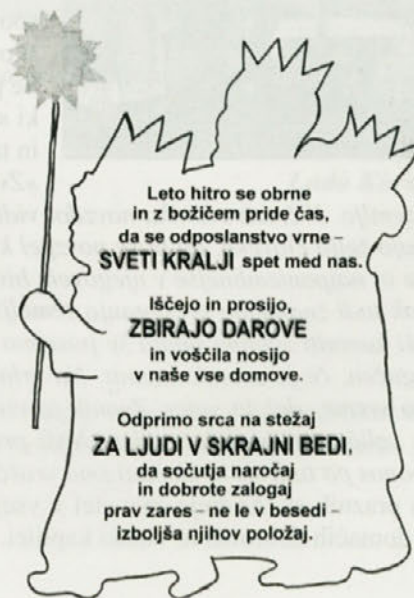 Leto hitro se obrne
in z božičem pride čas,
da se odposlanstvo vrne –
SVETI KRALJI spet med nas.
Iščejo in prosijo,
ZBIRAJO DAROVE
in voščila nosijo
v naše vse domove.
Odprimo srca na stežaj
ZA LJUDI V SKRAJNI BEDI,
da sočutja naročaj
in dobrote zalogaj
prav zares – ne le v besedi –
izboljša njihov položaj.